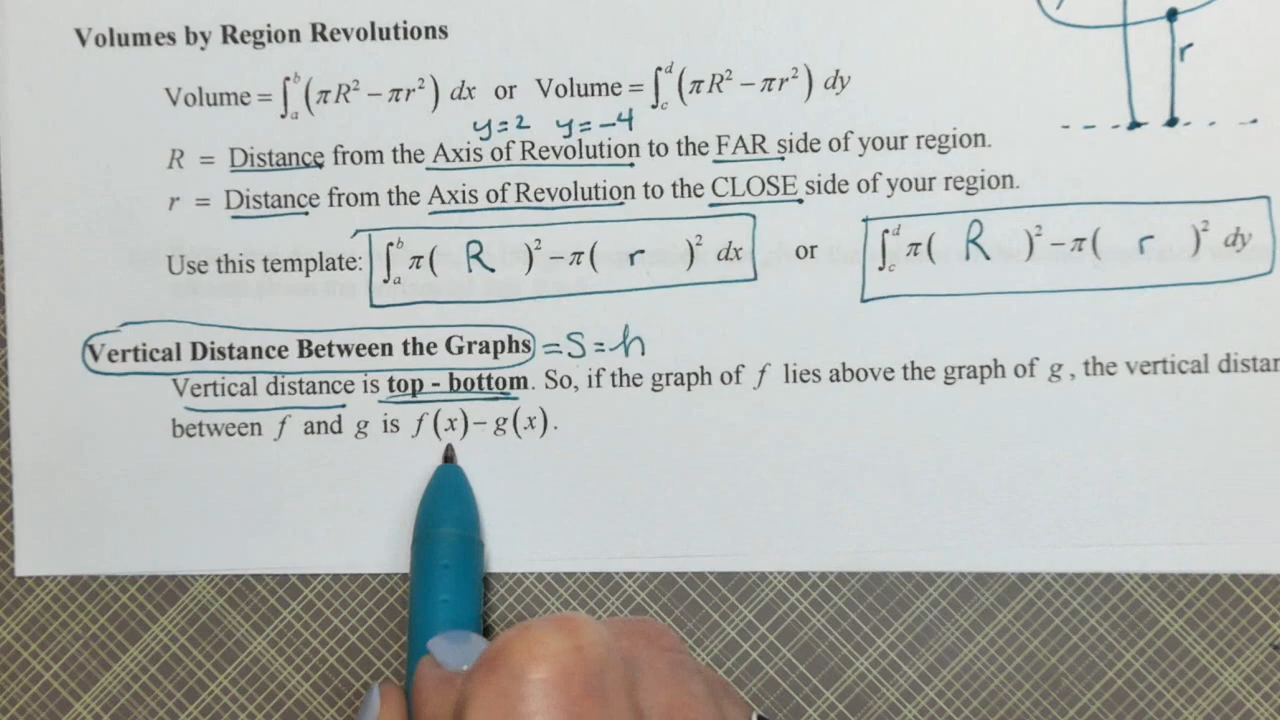 Volumes by Region Revolutions
r
Volume = ∫_a^b (πR² − πr²) dx or Volume = ∫_c^d (πR² − πr²) dy
y=2 y=−4
R = Distance from the Axis of Revolution to the FAR side of your region.
r = Distance from the Axis of Revolution to the CLOSE side of your region.
Use this template: ∫_a^b π( R )² − π( r )² dx or ∫_c^d π( R )² − π( r )² dy
Vertical Distance Between the Graphs = S = h
Vertical distance is top - bottom. So, if the graph of f lies above the graph of g, the vertical distan
between f and g is f(x) − g(x).